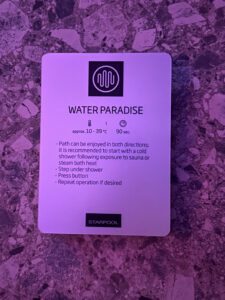 WATER PARADISE
approx. 10 - 39 °C 90 sec
- Path can be enjoyed in both directions;
it is recommended to start with a cold
shower following exposure to sauna or
steam bath heat
- Step under shower
- Press button
- Repeat operation if desired
STARPOOL